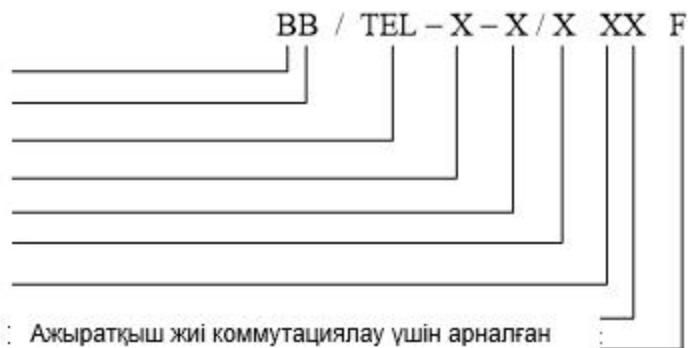 BB / TEL – X – X / X XX F
: Ажыратқыш жиі коммутациялау үшін арналған :